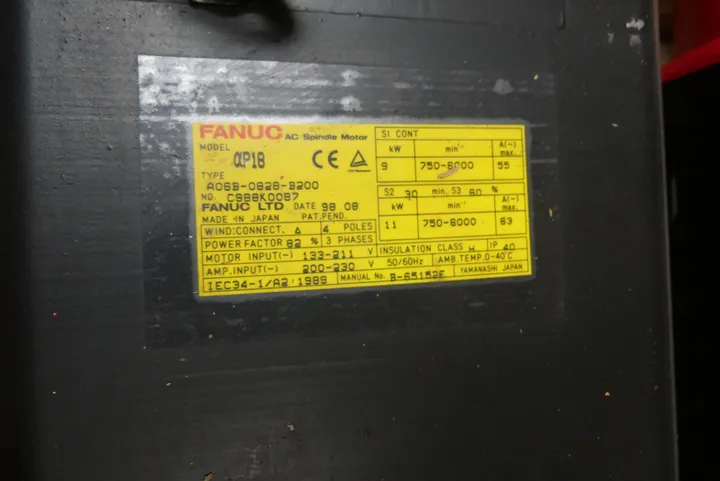 FANUC AC Spindle Motor
MODEL
αP18
CE
TYPE
A06B-0828-B200
NO. C988K0087
FANUC LTD DATE 98 08
MADE IN JAPAN PAT.PEND.
WIND:CONNECT. Δ 4 POLES
POWER FACTOR 82 % 3 PHASES
MOTOR INPUT(~) 133-211 V
AMP.INPUT(~) 200-230 V 50/60Hz
IEC34-1/A2:1989
S1 CONT
kW min⁻¹ A(~) max.
9 750-6000 55
S2 30 min, S3 60 %
kW min⁻¹ A(~) max.
11 750-6000 63
INSULATION CLASS H IP 40
AMB.TEMP.0-40℃
MANUAL No. B-65152E YAMANASHI JAPAN